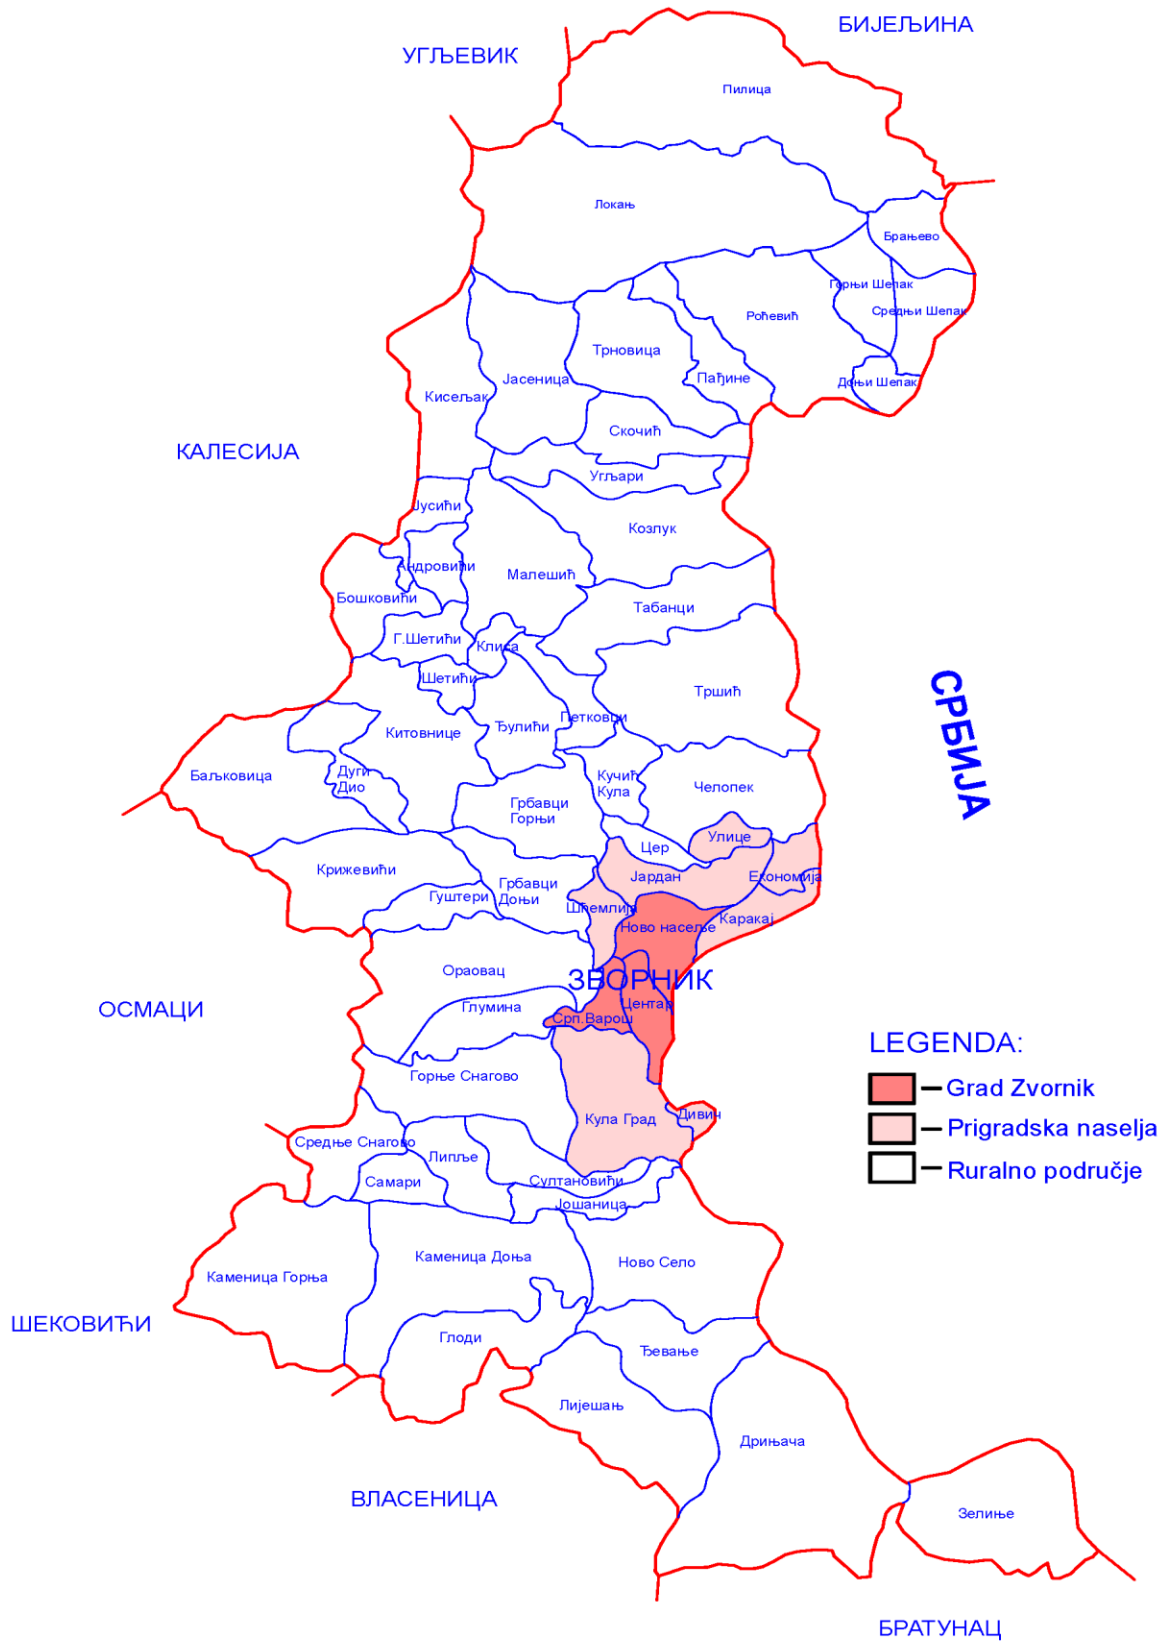 БИЈЕЉИНА
УГЉЕВИК
Пилица
Локањ
Брањево
Горњи Шепак
Средњи Шепак
Роћевић
Трновица
Јасеница
Пађине
Доњи Шепак
Кисељак
Скочић
КАЛЕСИЈА
Угљари
Јусићи
Козлук
Андровићи
Малешић
Бошковићи
Табанци
Г.Шетићи
Клиса
Шетићи
Тршић
СРБИЈА
Петковци
Ђулићи
Китовнице
Баљковица
Дуги
Дио
Кучић
Кула
Челопек
Грбавци
Горњи
Улице
Цер
Крижевићи
Јардан
Економија
Грбавци
Доњи
Гуштери
Шћемлија
Каракај
Ново насеље
Ораовац
ЗВОРНИК
ОСМАЦИ
Глумина
Центар
Срп.Варош
LEGENDA:
Grad Zvornik
Prigradska naselja
Ruralno područje
Горње Снагово
Кула Град
Дивич
Средње Снагово
Липље
Самари
Султановићи
Јошаница
Каменица Доња
Ново Село
Каменица Горња
ШЕКОВИЋИ
Глоди
Ђевање
Лијешањ
Дрињача
ВЛАСЕНИЦА
Зелиње
БРАТУНАЦ